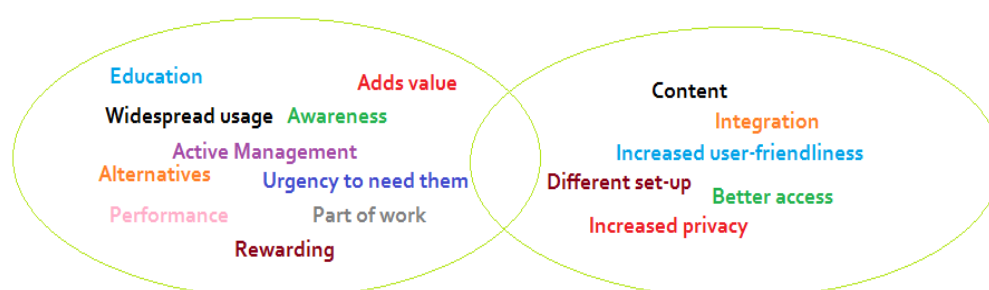 Education
Adds value
Widespread usage
Awareness
Active Management
Alternatives
Urgency to need them
Performance
Part of work
Rewarding
Content
Integration
Increased user-friendliness
Different set-up
Better access
Increased privacy